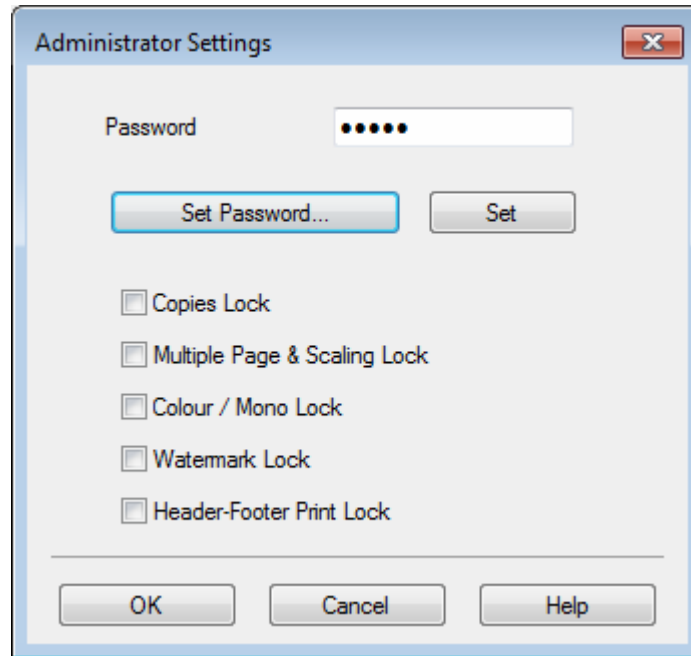 Administrator Settings
Password
Set Password... Set
Copies Lock
Multiple Page & Scaling Lock
Colour / Mono Lock
Watermark Lock
Header-Footer Print Lock
OK Cancel Help